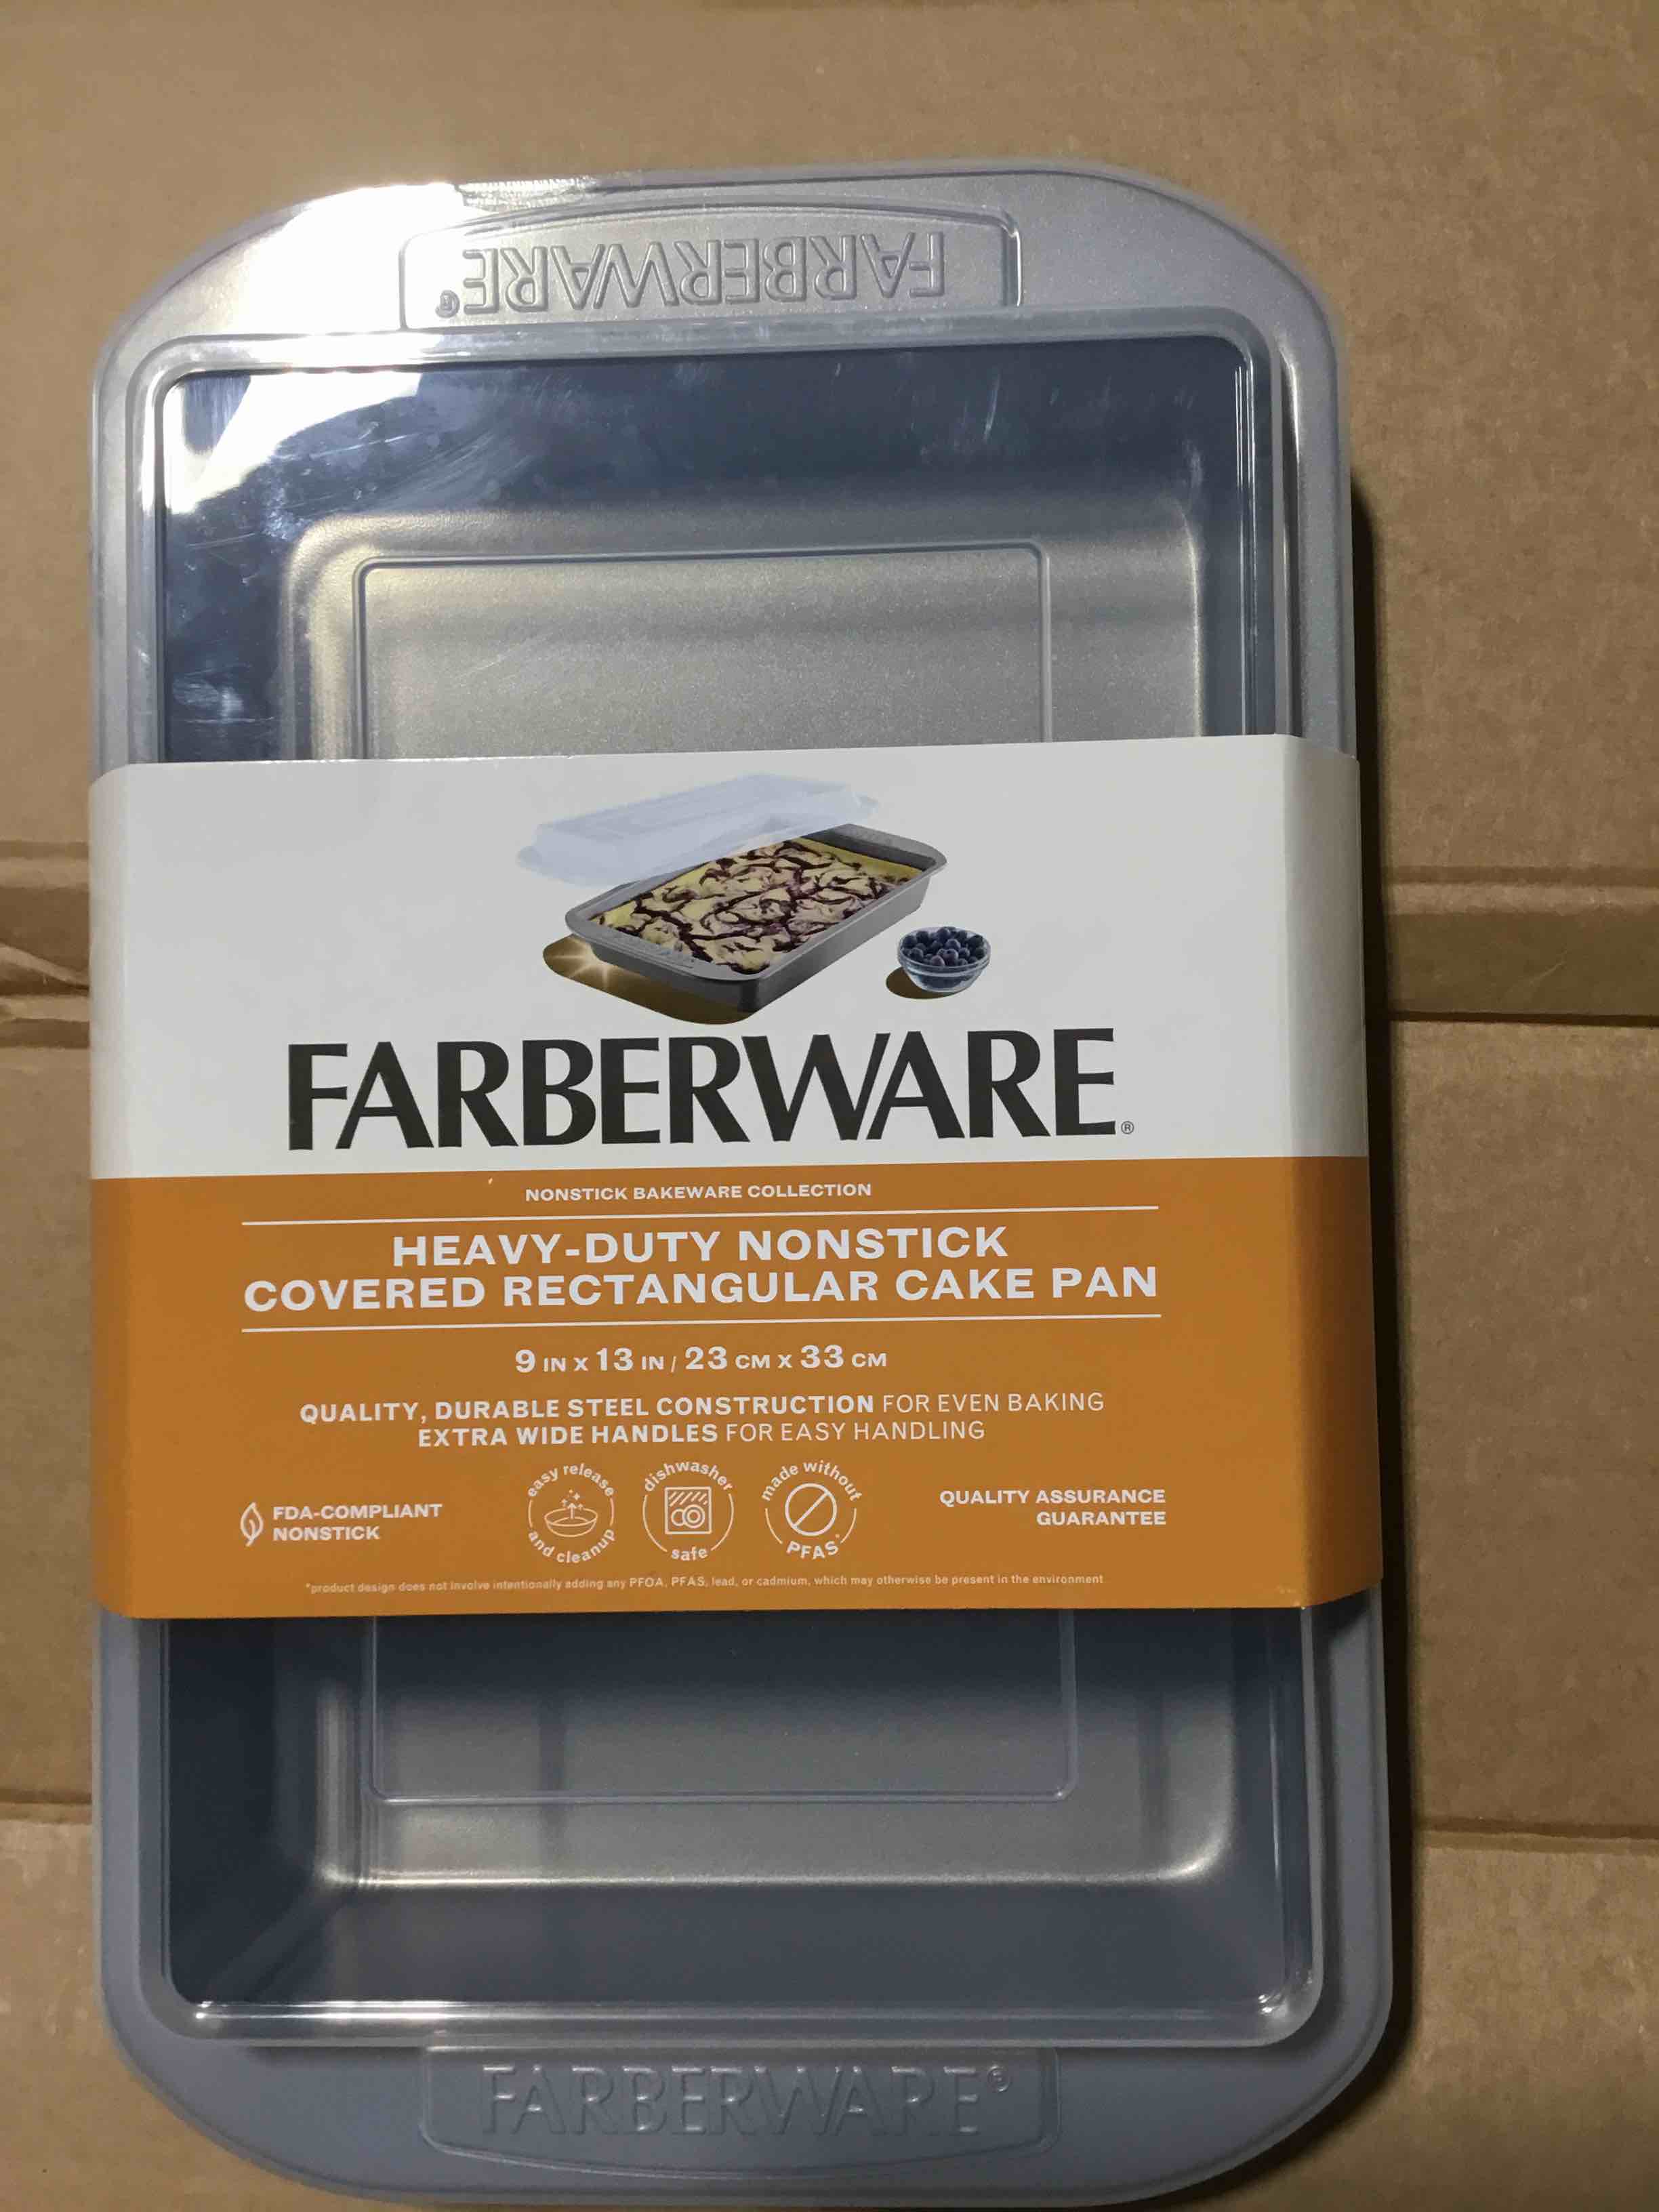 FARBERWARE®
FARBERWARE®
NONSTICK BAKEWARE COLLECTION
HEAVY-DUTY NONSTICK
COVERED RECTANGULAR CAKE PAN
9 IN X 13 IN / 23 CM X 33 CM
QUALITY, DURABLE STEEL CONSTRUCTION FOR EVEN BAKING
EXTRA WIDE HANDLES FOR EASY HANDLING
FDA-COMPLIANT
NONSTICK
easy release
and cleanup
dishwasher
safe
made without
PFAS*
QUALITY ASSURANCE
GUARANTEE
*product design does not involve intentionally adding any PFOA, PFAS, lead, or cadmium, which may otherwise be present in the environment
FARBERWARE®